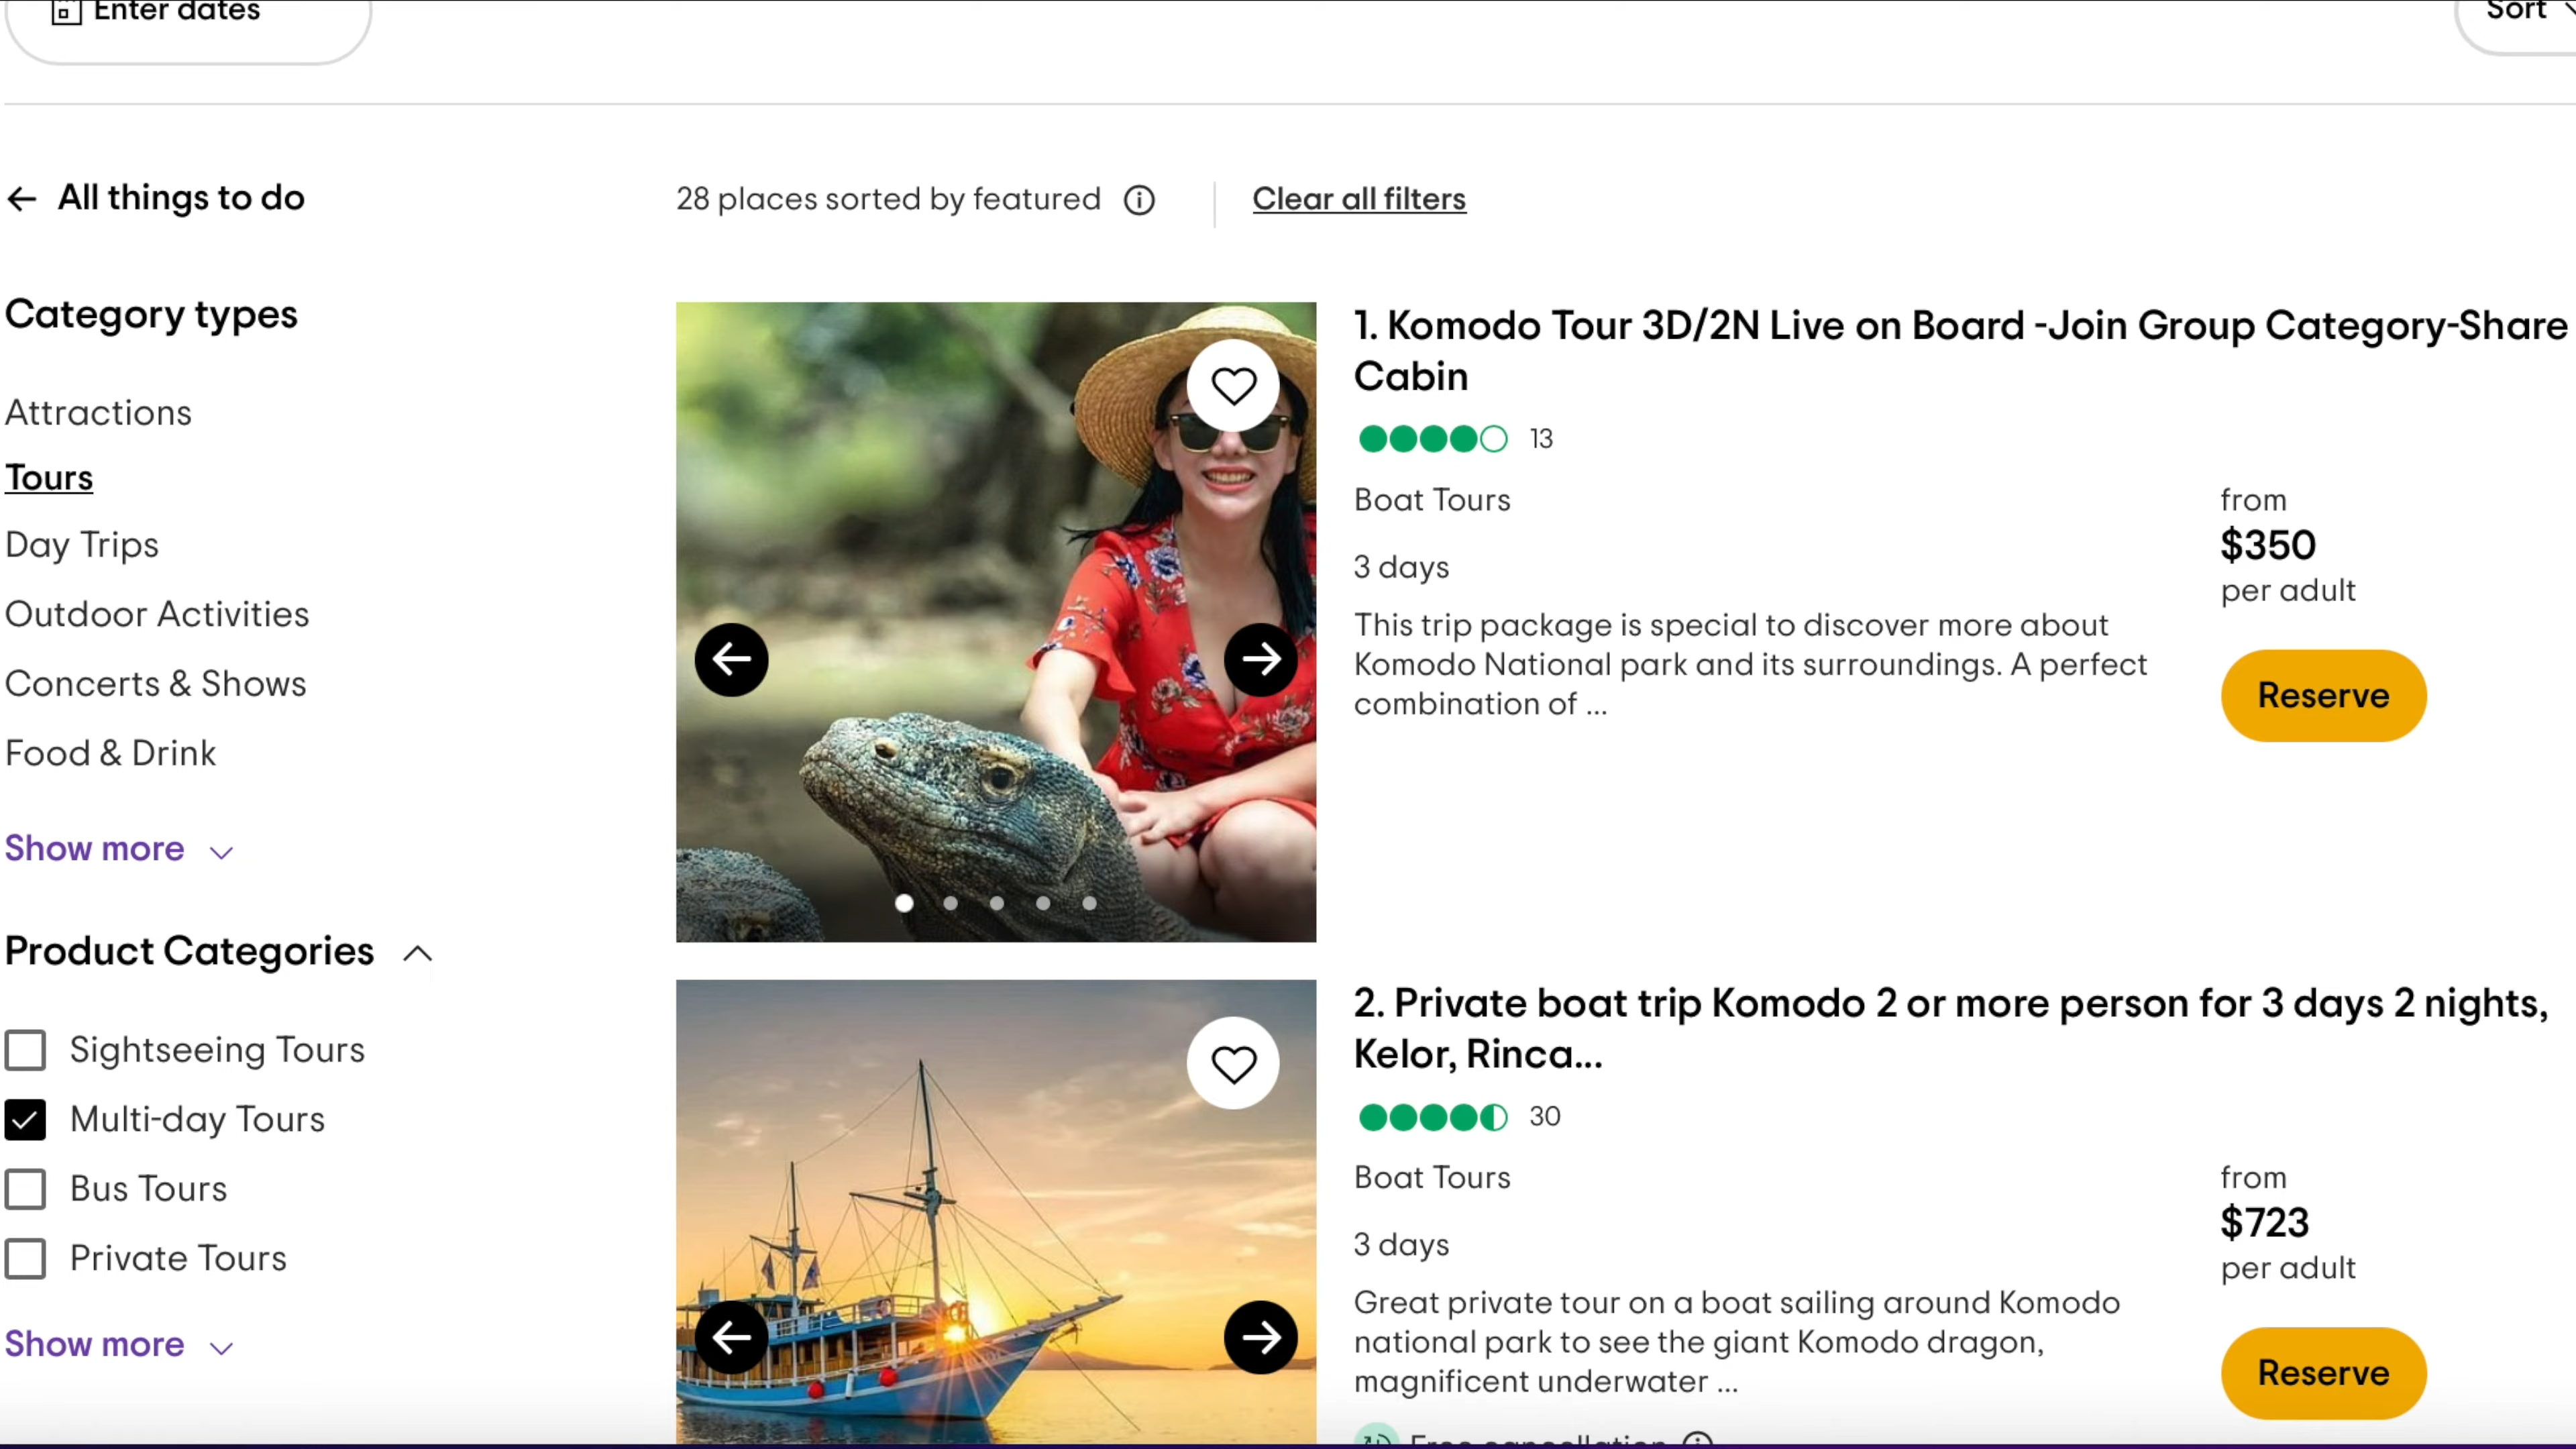 Enter dates
Sort
All things to do
28 places sorted by featured
Clear all filters
Category types
Attractions
Tours
Day Trips
Outdoor Activities
Concerts & Shows
Food & Drink
Show more
Product Categories
Sightseeing Tours
Multi-day Tours
Bus Tours
Private Tours
Show more
1. Komodo Tour 3D/2N Live on Board -Join Group Category-Share
Cabin
13
Boat Tours
3 days
This trip package is special to discover more about
Komodo National park and its surroundings. A perfect
combination of ...
from
$350
per adult
Reserve
2. Private boat trip Komodo 2 or more person for 3 days 2 nights,
Kelor, Rinca...
30
Boat Tours
3 days
Great private tour on a boat sailing around Komodo
national park to see the giant Komodo dragon,
magnificent underwater ...
from
$723
per adult
Reserve
Free cancellation